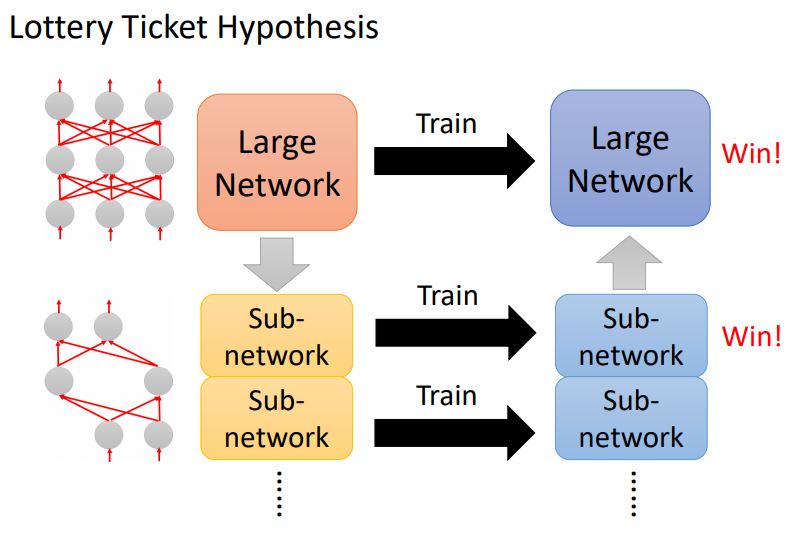 Lottery Ticket Hypothesis
Large
Network
Train
Large
Network
Win!
Sub-
network
Train
Sub-
network
Win!
Sub-
network
Train
Sub-
network